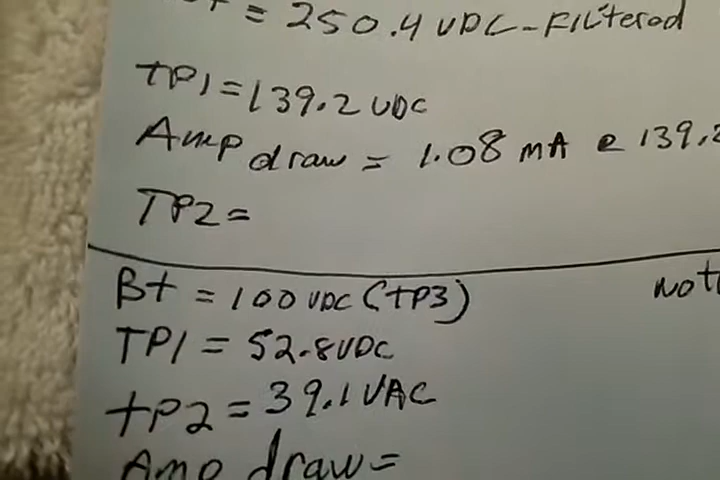 = 250.4 VDC-Filtered
TP1 = 139.2 VDC
Amp draw = 1.08 mA @ 139.2
TP2 =
B+ = 100 VDC (TP3)
TP1 = 52.8 VDC
TP2 = 39.1 VAC
Amp draw =